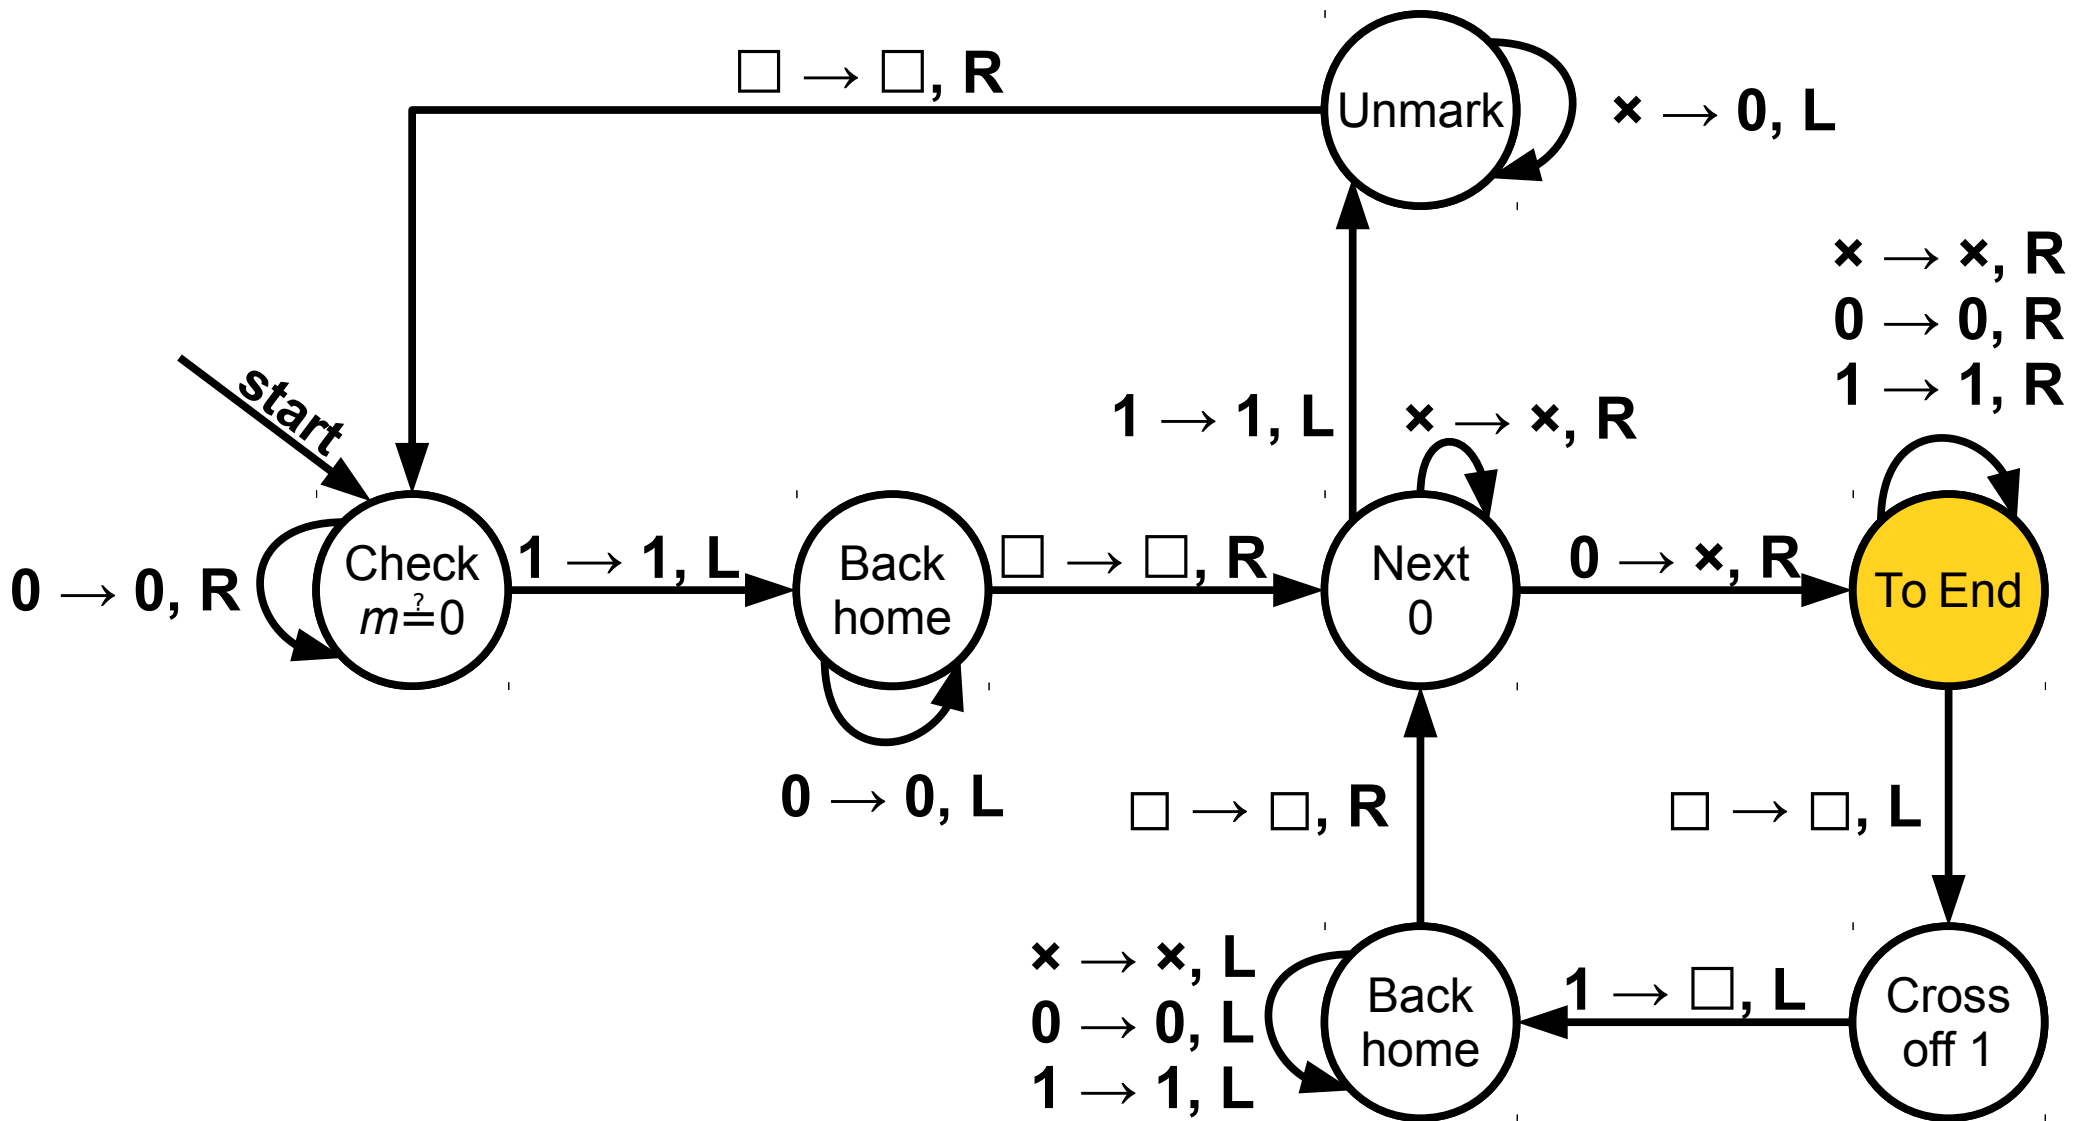 □ → □, R
Unmark
× → 0, L
× → ×, R
0 → 0, R
1 → 1, R
start
1 → 1, L
× → ×, R
0 → 0, R
Check
m≟0
1 → 1, L
Back
home
□ → □, R
Next
0
0 → ×, R
To End
0 → 0, L
□ → □, R
□ → □, L
× → ×, L
0 → 0, L
1 → 1, L
Back
home
1 → □, L
Cross
off 1